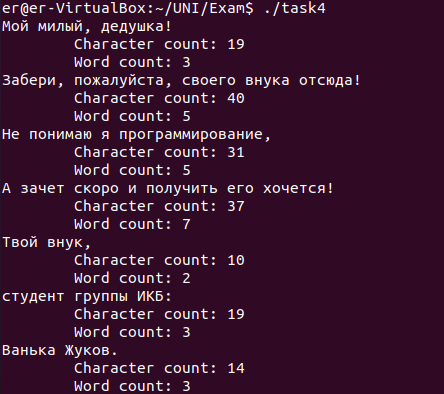 er@er-VirtualBox:~/UNI/Exam$ ./task4
Мой милый, дедушка!
Character count: 19
Word count: 3
Забери, пожалуйста, своего внука отсюда!
Character count: 40
Word count: 5
Не понимаю я программирование,
Character count: 31
Word count: 5
А зачет скоро и получить его хочется!
Character count: 37
Word count: 7
Твой внук,
Character count: 10
Word count: 2
студент группы ИКБ:
Character count: 19
Word count: 3
Ванька Жуков.
Character count: 14
Word count: 3